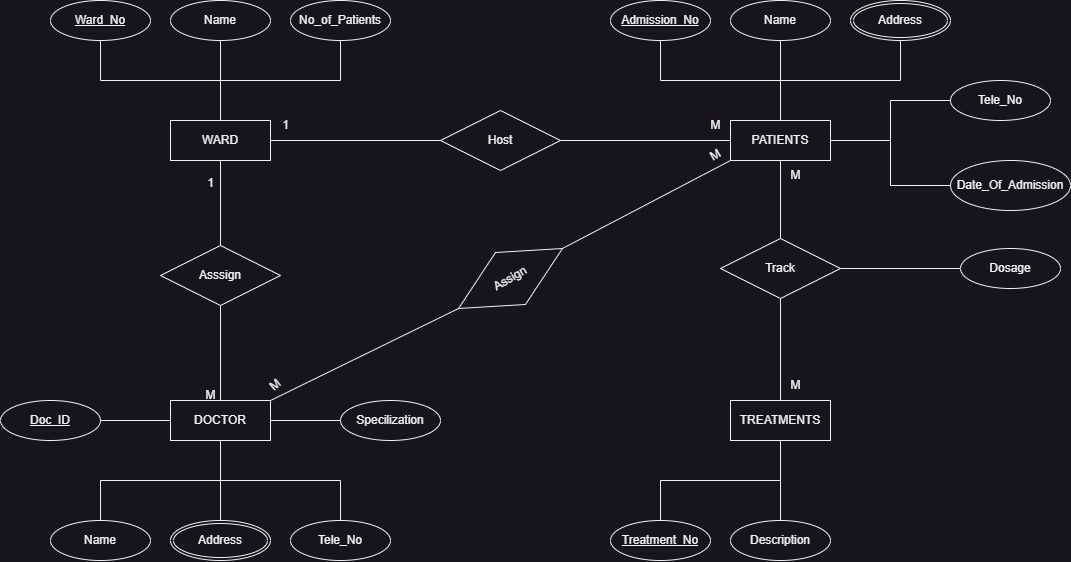 Ward_No
Name
No_of_Patients
Admission_No
Name
Address
Tele_No
1
M
WARD
Host
PATIENTS
M
1
M
Date_Of_Admission
Asssign
Assign
Track
Dosage
M
M
M
Doc_ID
DOCTOR
Specilization
TREATMENTS
Name
Address
Tele_No
Treatment_No
Description